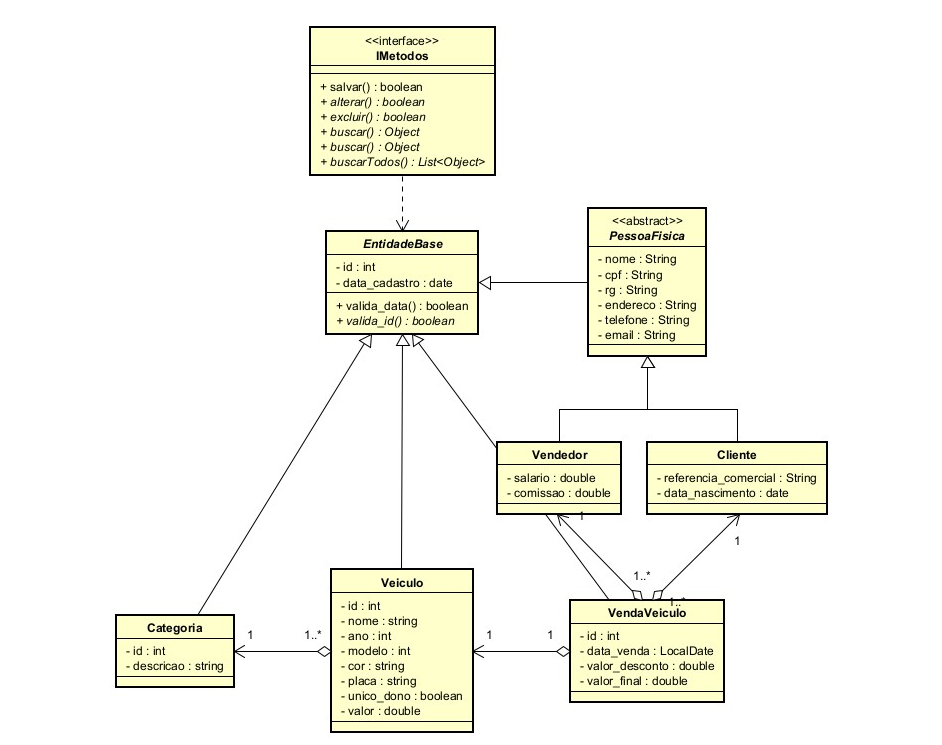 <<interface>>
IMetodos
+ salvar() : boolean
+ alterar() : boolean
+ excluir() : boolean
+ buscar() : Object
+ buscar() : Object
+ buscarTodos() : List<Object>
<<abstract>>
PessoaFisica
- nome : String
- cpf : String
- rg : String
- endereco : String
- telefone : String
- email : String
EntidadeBase
- id : int
- data_cadastro : date
+ valida_data() : boolean
+ valida_id() : boolean
Vendedor
- salario : double
- comissao : double
Cliente
- referencia_comercial : String
- data_nascimento : date
1
1
1..*
1..*
Categoria
- id : int
- descricao : string
1
1..*
Veiculo
- id : int
- nome : string
- ano : int
- modelo : int
- cor : string
- placa : string
- unico_dono : boolean
- valor : double
1
1
VendaVeiculo
- id : int
- data_venda : LocalDate
- valor_desconto : double
- valor_final : double